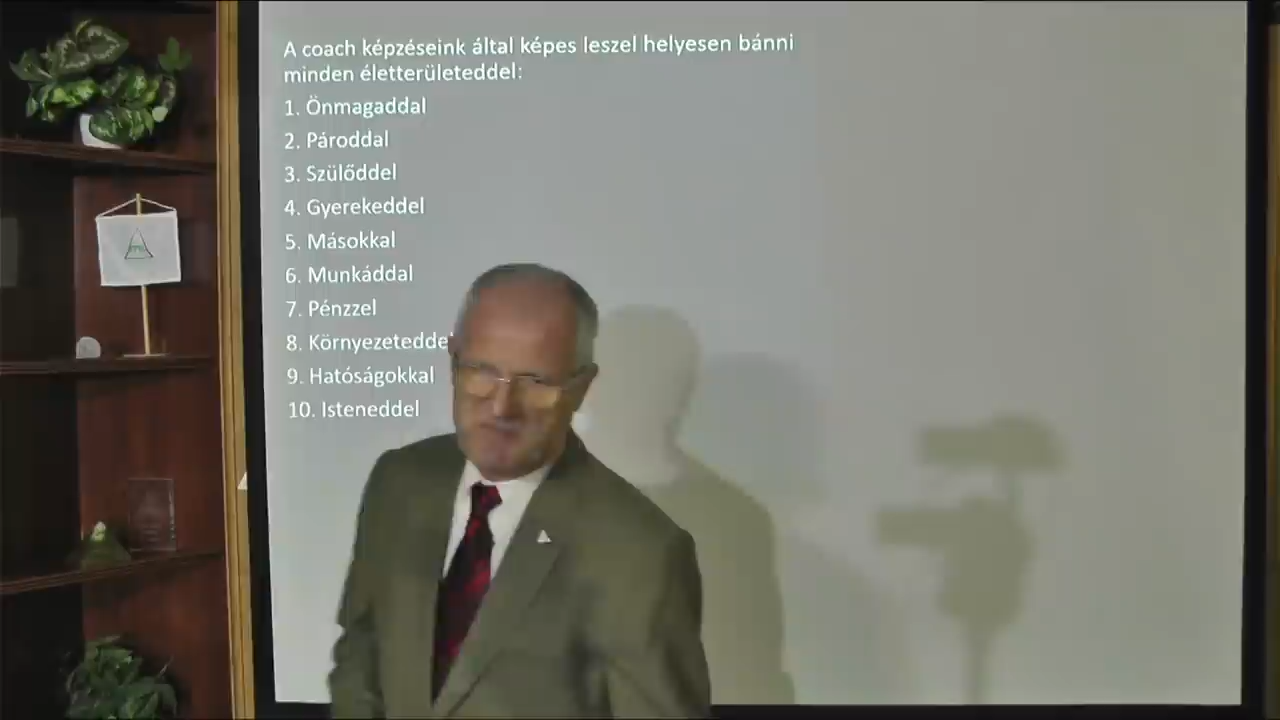 A coach képzéseink által képes leszel helyesen bánni
minden életterületeddel:
1. Önmagaddal
2. Pároddal
3. Szülőddel
4. Gyerekeddel
5. Másokkal
6. Munkáddal
7. Pénzzel
8. Környezeteddel
9. Hatóságokkal
10. Isteneddel